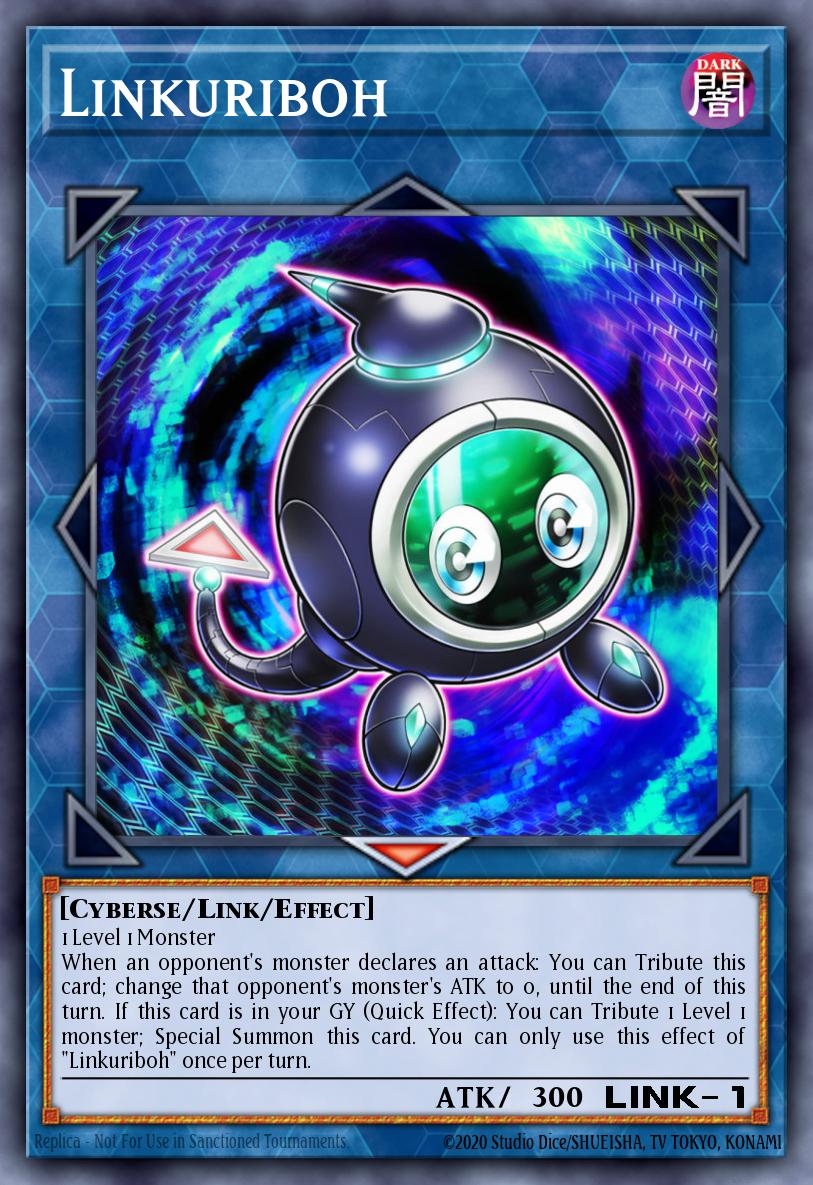 Linkuriboh
DARK
闇
[Cyberse/Link/Effect]
1 Level 1 Monster
When an opponent's monster declares an attack: You can Tribute this
card; change that opponent's monster's ATK to 0, until the end of this
turn. If this card is in your GY (Quick Effect): You can Tribute 1 Level 1
monster; Special Summon this card. You can only use this effect of
"Linkuriboh" once per turn.
ATK/ 300 LINK-1
Replica - Not For Use in Sanctioned Tournaments.
©2020 Studio Dice/SHUEISHA, TV TOKYO, KONAMI